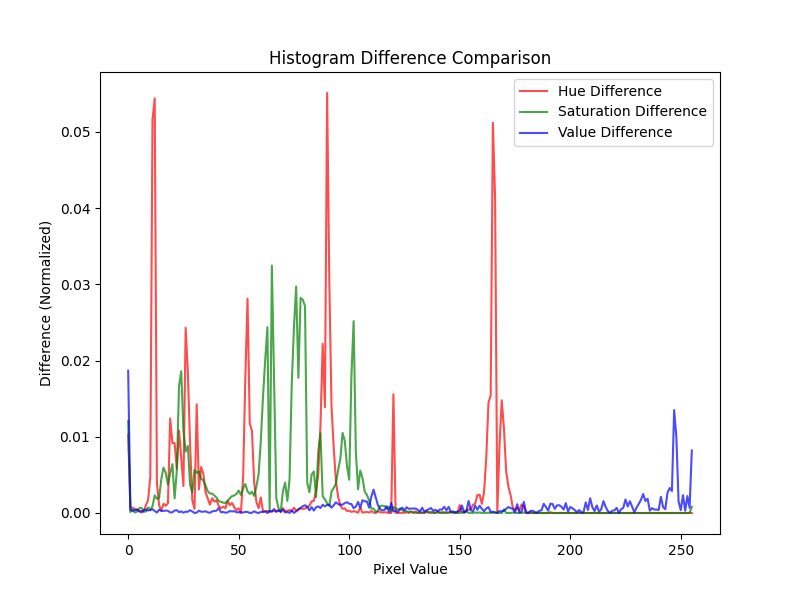 Histogram Difference Comparison
Hue Difference
Saturation Difference
Value Difference
Difference (Normalized)
0.05
0.04
0.03
0.02
0.01
0.00
0 50 100 150 200 250
Pixel Value